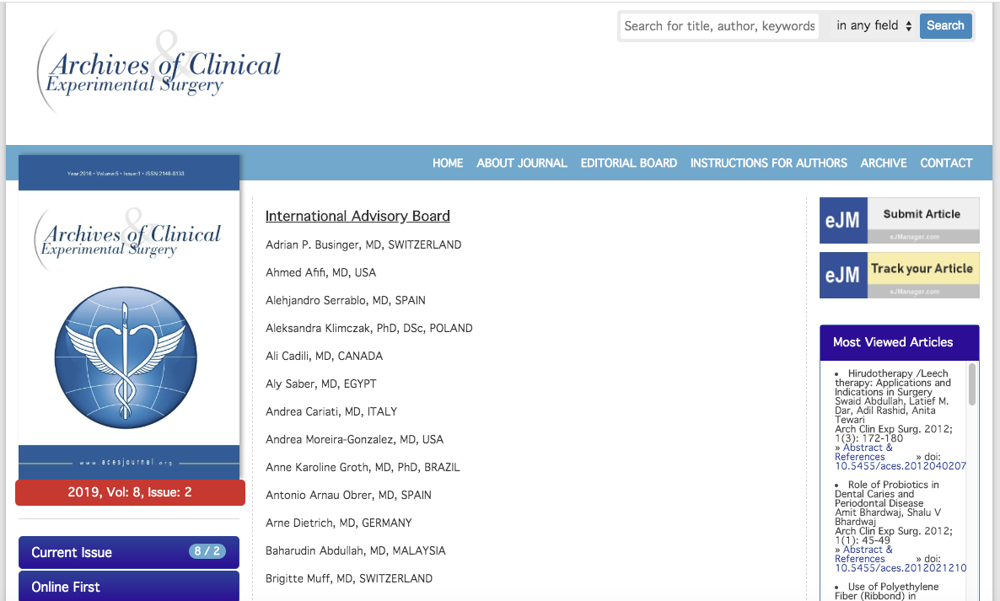 Archives of Clinical
&
Experimental Surgery
Search for title, author, keywords
in any field
Search
HOME ABOUT JOURNAL EDITORIAL BOARD INSTRUCTIONS FOR AUTHORS ARCHIVE CONTACT
Year:2016 • Volume:5 • Issue:1 • ISSN:2146-8133
Archives of Clinical
&
Experimental Surgery
www.acesjournal.org
2019, Vol: 8, Issue: 2
Current Issue
8 / 2
Online First
International Advisory Board
Adrian P. Businger, MD, SWITZERLAND
Ahmed Afifi, MD, USA
Alehjandro Serrablo, MD, SPAIN
Aleksandra Klimczak, PhD, DSc, POLAND
Ali Cadili, MD, CANADA
Aly Saber, MD, EGYPT
Andrea Cariati, MD, ITALY
Andrea Moreira-Gonzalez, MD, USA
Anne Karoline Groth, MD, PhD, BRAZIL
Antonio Arnau Obrer, MD, SPAIN
Arne Dietrich, MD, GERMANY
Baharudin Abdullah, MD, MALAYSIA
Brigitte Muff, MD, SWITZERLAND
eJM
Submit Article
eJManager.com
eJM
Track your Article
eJManager.com
Most Viewed Articles
• Hirudotherapy /Leech
therapy: Applications and
Indications in Surgery
Swaid Abdullah, Latief M.
Dar, Adil Rashid, Anita
Tewari
Arch Clin Exp Surg. 2012;
1(3): 172-180
» Abstract &
References » doi:
10.5455/aces.2012040207
• Role of Probiotics in
Dental Caries and
Periodontal Disease
Amit Bhardwaj, Shalu V
Bhardwaj
Arch Clin Exp Surg. 2012;
1(1): 45-49
» Abstract &
References » doi:
10.5455/aces.2012021210
• Use of Polyethylene
Fiber (Ribbond) in